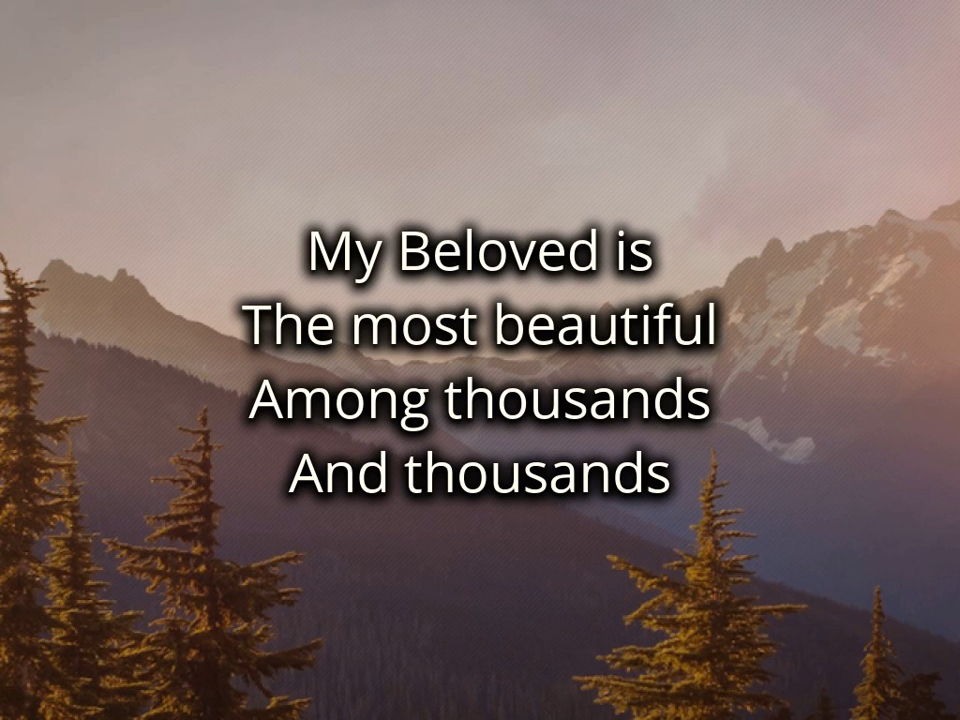 My Beloved is
The most beautiful
Among thousands
And thousands